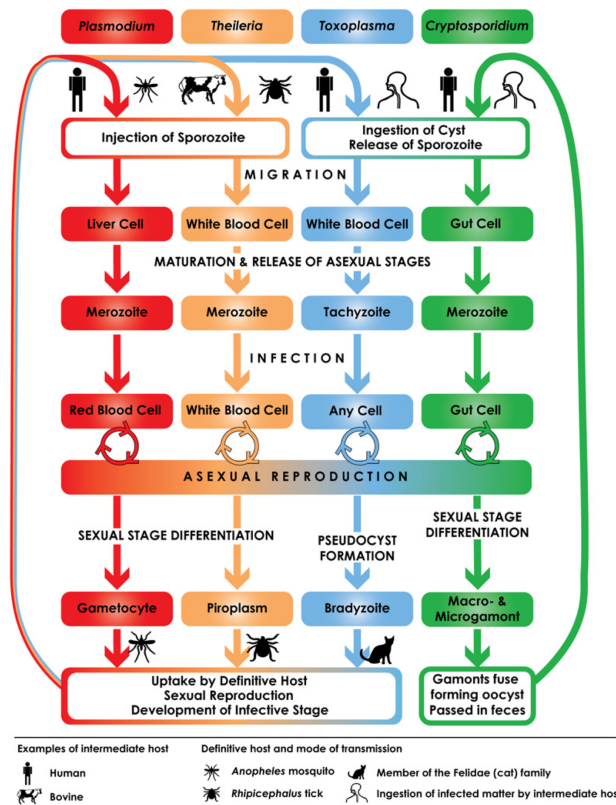 Plasmodium
Theileria
Toxoplasma
Cryptosporidium
Injection of Sporozoite
Ingestion of Cyst
Release of Sporozoite
MIGRATION
Liver Cell
White Blood Cell
White Blood Cell
Gut Cell
MATURATION & RELEASE OF ASEXUAL STAGES
Merozoite
Merozoite
Tachyzoite
Merozoite
INFECTION
Red Blood Cell
White Blood Cell
Any Cell
Gut Cell
ASEXUAL REPRODUCTION
SEXUAL STAGE DIFFERENTIATION
PSEUDOCYST
FORMATION
SEXUAL STAGE
DIFFERENTIATION
Gametocyte
Piroplasm
Bradyzoite
Macro- &
Microgamont
Uptake by Definitive Host
Sexual Reproduction
Development of Infective Stage
Gamonts fuse
forming oocyst
Passed in feces
Examples of intermediate host
Human
Bovine
Definitive host and mode of transmission
Anopheles mosquito
Rhipicephalus tick
Member of the Felidae (cat) family
Ingestion of infected matter by intermediate hos